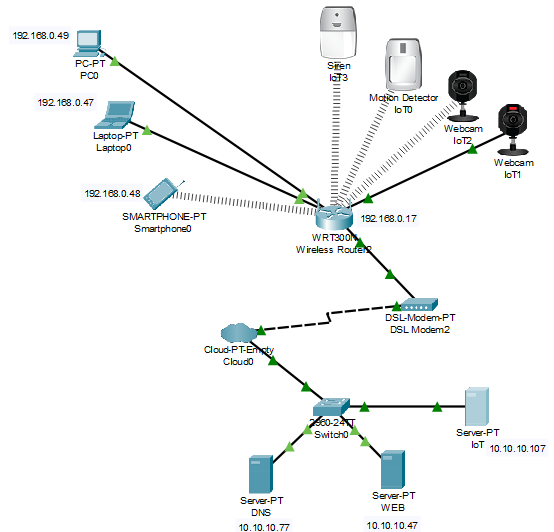 192.168.0.49
PC-PT
PC0
192.168.0.47
Laptop-PT
Laptop0
192.168.0.48
SMARTPHONE-PT
Smartphone0
Siren
IoT3
Motion Detector
IoT0
Webcam
IoT2
Webcam
IoT1
192.168.0.17
WRT300N
Wireless Router2
DSL-Modem-PT
DSL Modem2
Cloud-PT-Empty
Cloud0
2960-24TT
Switch0
Server-PT
IoT
10.10.10.107
Server-PT
DNS
10.10.10.77
Server-PT
WEB
10.10.10.47